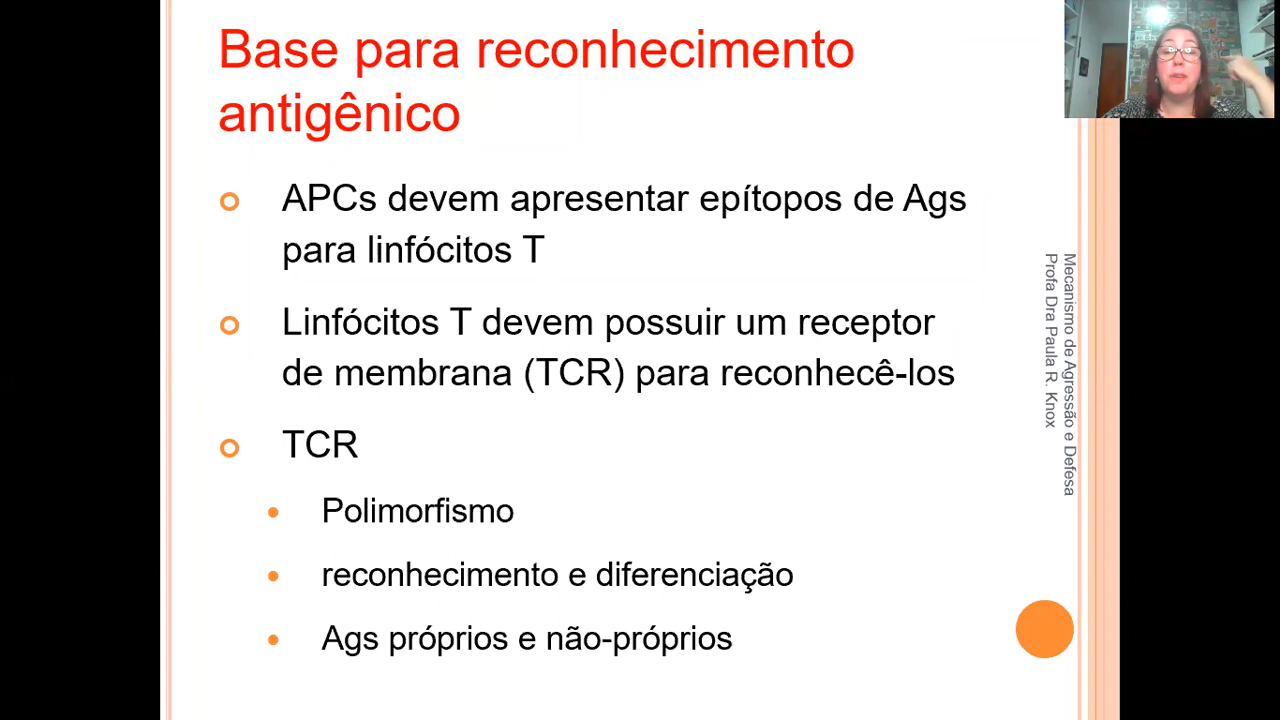 Base para reconhecimento
antigênico
APCs devem apresentar epítopos de Ags
para linfócitos T
Linfócitos T devem possuir um receptor
de membrana (TCR) para reconhecê-los
TCR
Polimorfismo
reconhecimento e diferenciação
Ags próprios e não-próprios
Mecanismo de Agressão e Defesa
Profa Dra Paula R. Knox